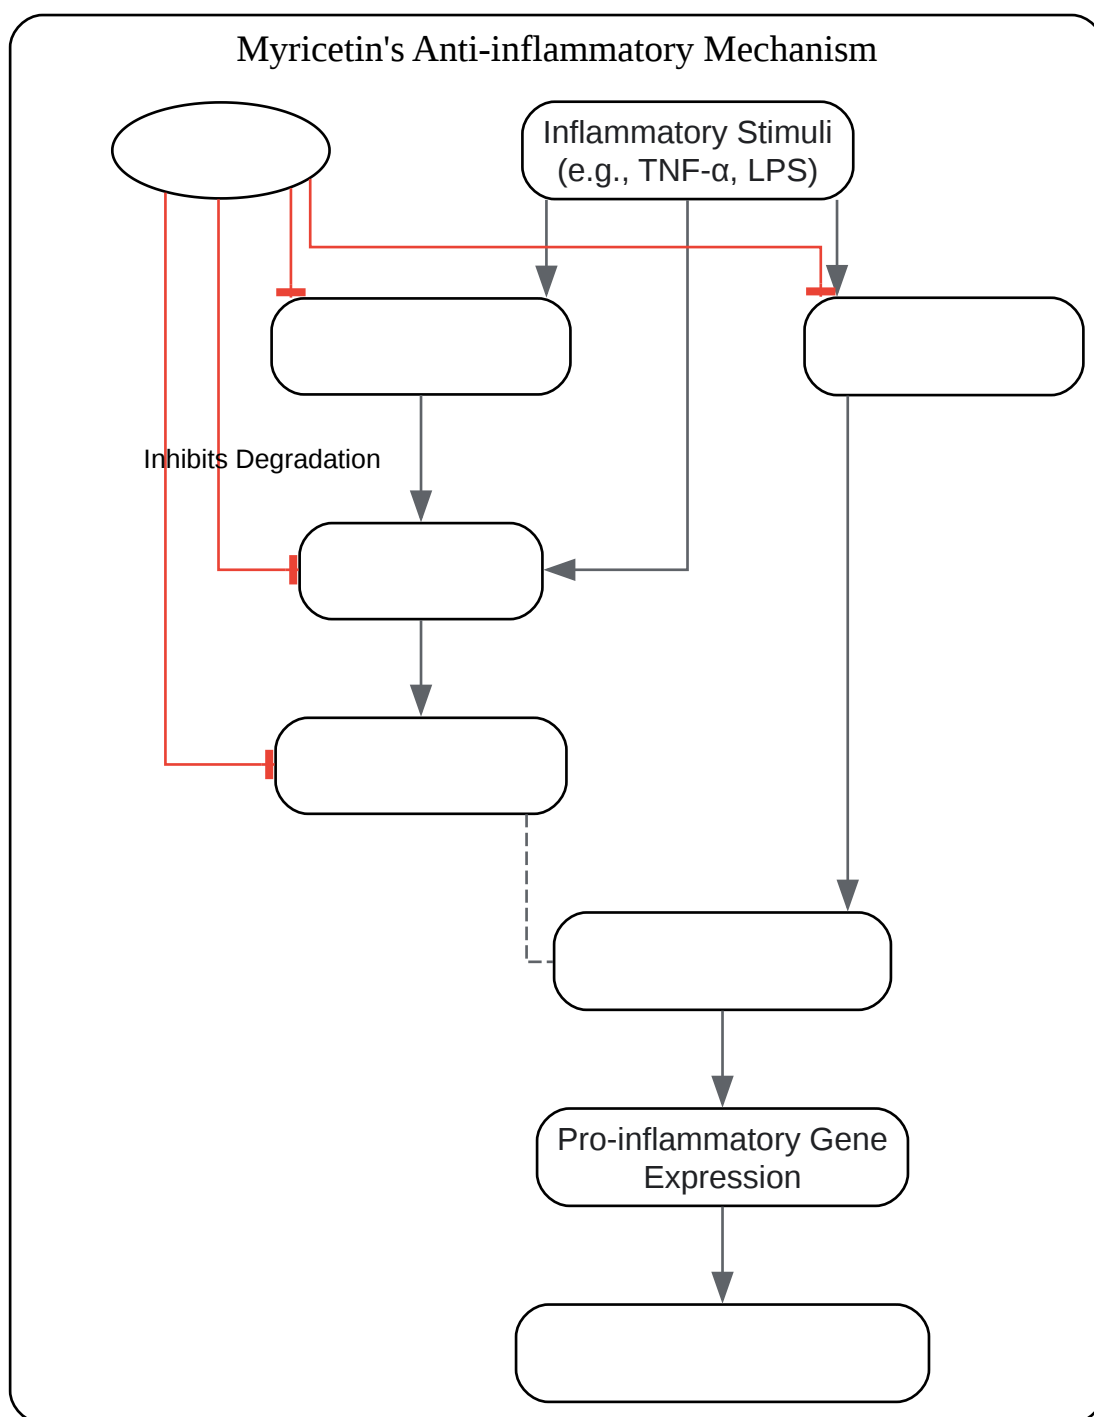 Myricetin's Anti-inflammatory Mechanism
Inflammatory Stimuli
(e.g., TNF-α, LPS)
Inhibits Degradation
Pro-inflammatory Gene
Expression